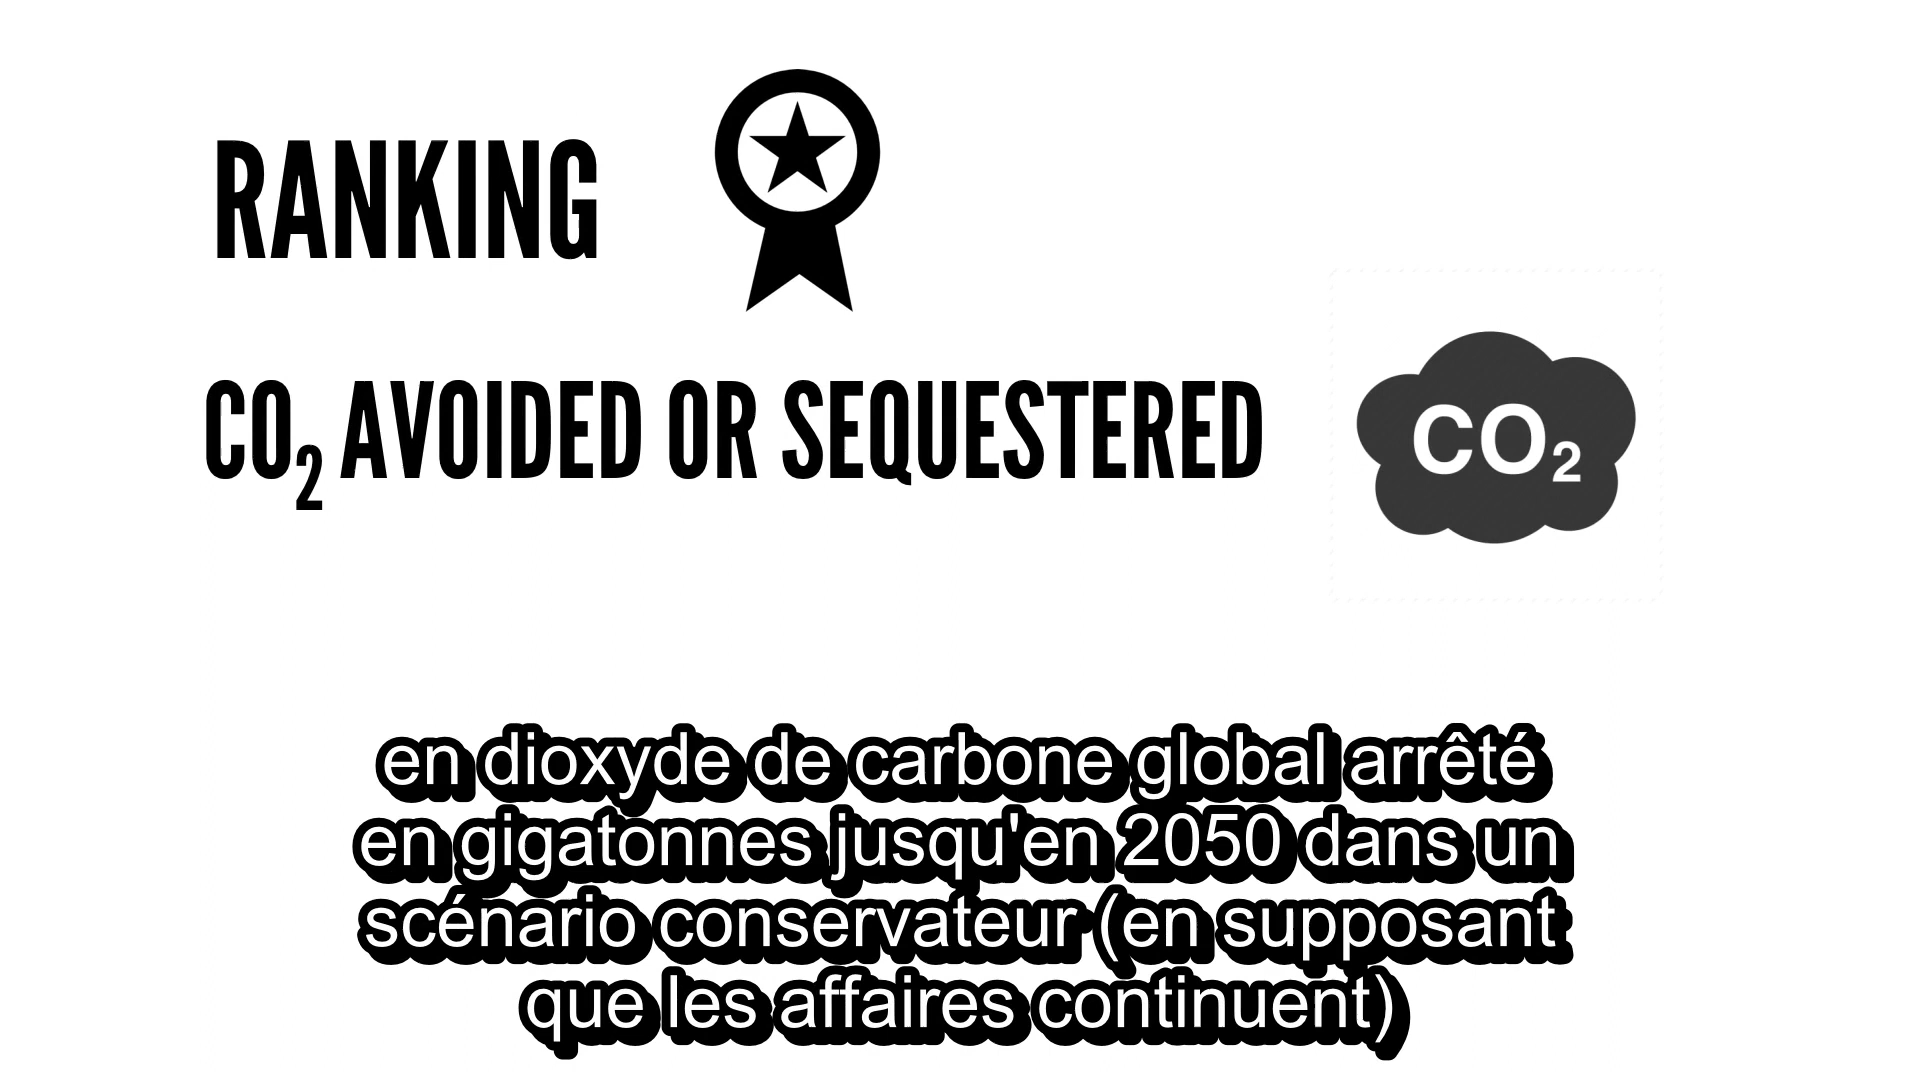 RANKING
CO₂ AVOIDED OR SEQUESTERED
CO₂
en dioxyde de carbone global arrêté
en gigatonnes jusqu'en 2050 dans un
scénario conservateur (en supposant
que les affaires continuent)